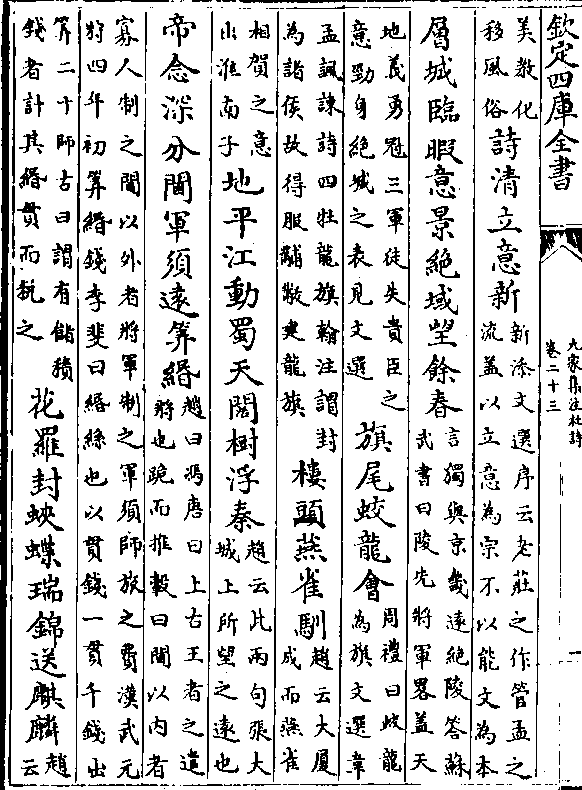 欽定四庫全書
九家集注杜詩
卷二十三
一
美教化
移風俗
詩清立意新
新添文選序云老莊之作管孟之
流蓋以立意為宗不以能文為本
層城臨暇意景絶域望餘春
言獨與京畿遠絶陵答蘇
武書曰陵先將軍畧蓋天
地義勇冠三軍徒失貴臣之
意勁身絶域之表見文選
旗尾蛟龍會
周禮曰蛟龍
為旗文選韋
孟諷諫詩四牡龍旗翰注謂封
為諸侯故得服黼黻建龍旗
樓頭燕雀馴
趙云大厦
成而燕雀
相賀之意
出淮南子
地平江動蜀天闊樹浮秦
趙云此兩句張大
城上所望之遠也
帝念深分閫軍須遠筭緡
趙曰馮唐曰上古王者之遣
將也跪而推轂曰閫以内者
寡人制之閫以外者將軍制之軍須師旅之費漢武元
狩四年初筭緡錢李斐曰緡絲也以貫錢一貫千錢出
筭二十師古曰謂有儲積
錢者計其緡貫而税之
花羅封蛺蝶瑞錦送麒麟
趙
云